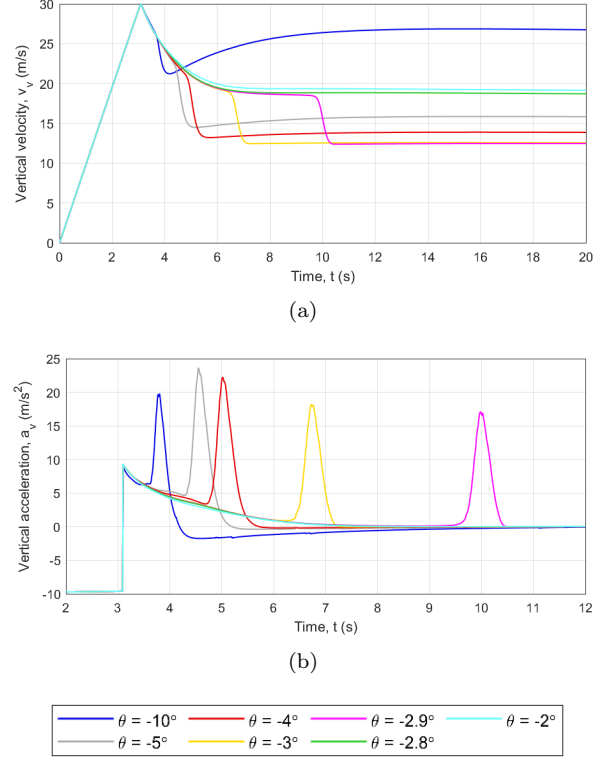 30
25
20
15
10
5
0
0 2 4 6 8 10 12 14 16 18 20
Vertical velocity, v_v (m/s)
Time, t (s)
(a)
25
20
15
10
5
0
-5
-10
2 3 4 5 6 7 8 9 10 11 12
Vertical acceleration, a_v (m/s²)
Time, t (s)
(b)
θ = -10° θ = -4° θ = -2.9° θ = -2°
θ = -5° θ = -3° θ = -2.8°